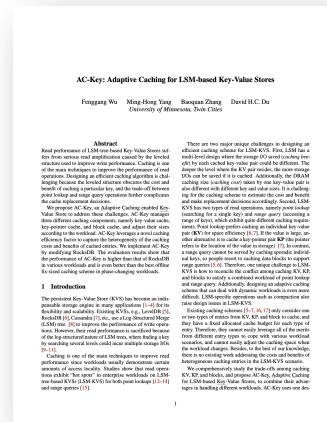 AC-Key: Adaptive Caching for LSM-based Key-Value Stores
Fenggang Wu Ming-Hong Yang Baoquan Zhang David H.C. Du
University of Minnesota, Twin Cities
Abstract
Read performance of LSM-tree-based Key-Value Stores suf-
fers from serious read amplification caused by the leveled
structure used to improve write performance. Caching is one
of the main techniques to improve the performance of read
operations. Designing an efficient caching algorithm is chal-
lenging because the leveled structure obscures the cost and
benefit of caching a particular key, and the trade-off between
point lookup and range query operations further complicates
the cache replacement decisions.
We propose AC-Key, an Adaptive Caching enabled Key-
Value Store to address these challenges. AC-Key manages
three different caching components, namely key-value cache,
key-pointer cache, and block cache, and adjust their sizes
according to the workload. AC-Key leverages a novel caching
efficiency factor to capture the heterogeneity of the caching
costs and benefits of cached entries. We implement AC-Key
by modifying RocksDB. The evaluation results show that
the performance of AC-Key is higher than that of RocksDB
in various workloads and is even better than the best offline
fix-sized caching scheme in phase-changing workloads.
1 Introduction
The persistent Key-Value Store (KVS) has become an indis-
pensable storage engine in many applications [1–4] for its
flexibility and scalability. Existing KVSs, e.g., LevelDB [5],
RocksDB [6], Cassandra [7], etc., use a Log-Structured Merge
(LSM) tree [8] to improve the performance of write opera-
tions. However, their read performance is sacrificed because
of the log-structured nature of LSM trees, where finding a key
by searching several levels could incur multiple storage I/Os
[9–11].
Caching is one of the main techniques to improve read
performance since workloads usually demonstrate certain
amounts of access locality. Studies show that read opera-
tions exhibit "hot spots" in enterprise workloads on LSM-
tree-based KVSs (LSM-KVS) for both point lookups [12–14]
and range queries [15].
There are two major unique challenges in designing an
efficient caching scheme for LSM-KVS. First, LSM has a
multi-level design where the storage I/O saved (caching ben-
efit) by each cached key-value pair could be different. The
deeper the level where the KV pair resides, the more storage
I/Os can be saved if it is cached. Additionally, the DRAM
caching size (caching cost) taken by one key-value pair is
also different with different key and value sizes. It is challeng-
ing for the caching scheme to estimate the cost and benefit
and make replacement decisions accordingly. Second, LSM-
KVS has two types of read operations, namely point lookup
(searching for a single key) and range query (accessing a
range of keys), which exhibit quite different caching require-
ments. Point lookup prefers caching an individual key-value
pair (KV) for space efficiency [6, 7]. If the value is large, an-
other alternative is to cache a key-pointer pair KP (the pointer
refers to the location of the value in storage) [7]. In contrast,
a range query cannot be served by caching sporadic individ-
ual keys, so people resort to caching data blocks to support
range queries [5,6]. Therefore, one unique challenge to LSM-
KVS is how to reconcile the conflict among caching KV, KP
and blocks to satisfy a combined workload of point lookup
and range query. Additionally, designing an adaptive caching
scheme that can deal with dynamic workloads is even more
difficult. LSM-specific operations such as compaction also
raise design issues in LSM-KVS.
Existing caching schemes [5–7, 16, 17] only consider one
or two types of entries from KV, KP, and block to cache, and
they have a fixed allocated cache budget for each type of
entry. Therefore, they cannot easily leverage all of the merits
from different entry types to cope with various workload
scenarios, and cannot easily adjust the caching space when
the workload changes. Besides, to the best of our knowledge,
there is no existing work addressing the costs and benefits of
heterogeneous caching entries in the LSM-KVS scenario.
We comprehensively study the trade-offs among caching
KV, KP, and blocks, and propose AC-Key, Adaptive Caching
for LSM-based Key-Value Stores, to combine their advan-
tages in handling different workloads. AC-Key uses one des-
1